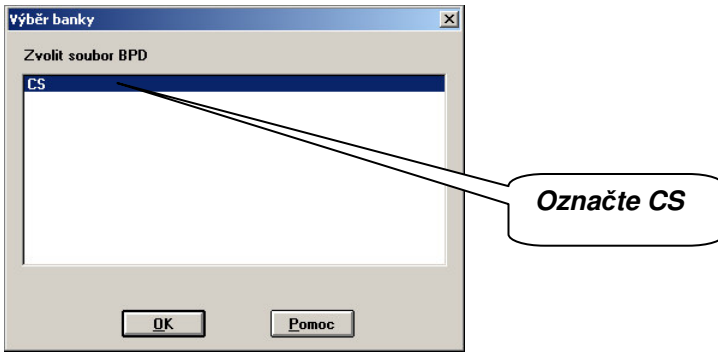 Výběr banky
Zvolit soubor BPD
CS
Označte CS
OK
Pomoc